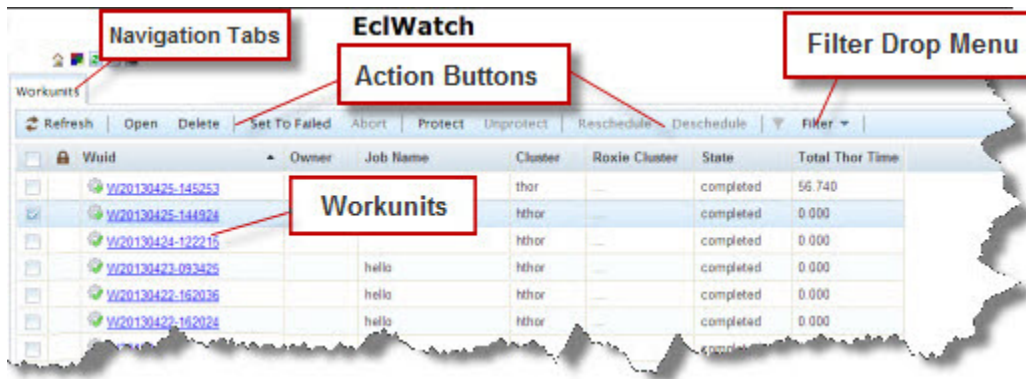 EclWatch
Navigation Tabs
Action Buttons
Filter Drop Menu
Workunits
Refresh Open Delete Set To Failed Abort Protect Unprotect Reschedule Deschedule Filter
Wuid Owner Job Name Cluster Roxie Cluster State Total Thor Time
W20130425-145253 thor completed 56.740
W20130425-144924 hthor completed 0.000
Workunits
W20130424-122215 hthor completed 0.000
W20130423-093425 hello hthor completed 0.000
W20130422-162036 hello hthor completed 0.000
W20130422-162024 hello hthor completed 0.000